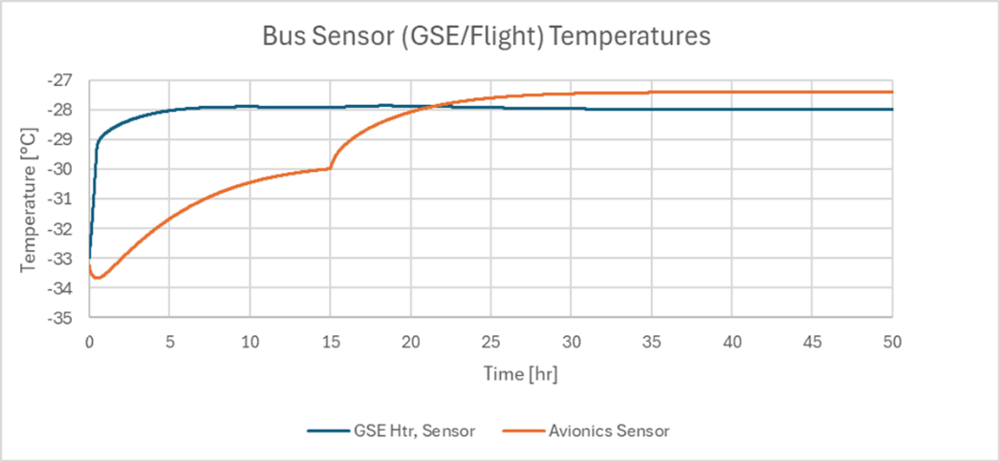 Bus Sensor (GSE/Flight) Temperatures
-27
-28
-29
-30
-31
-32
-33
-34
-35
Temperature [°C]
0 5 10 15 20 25 30 35 40 45 50
Time [hr]
GSE Htr, Sensor Avionics Sensor